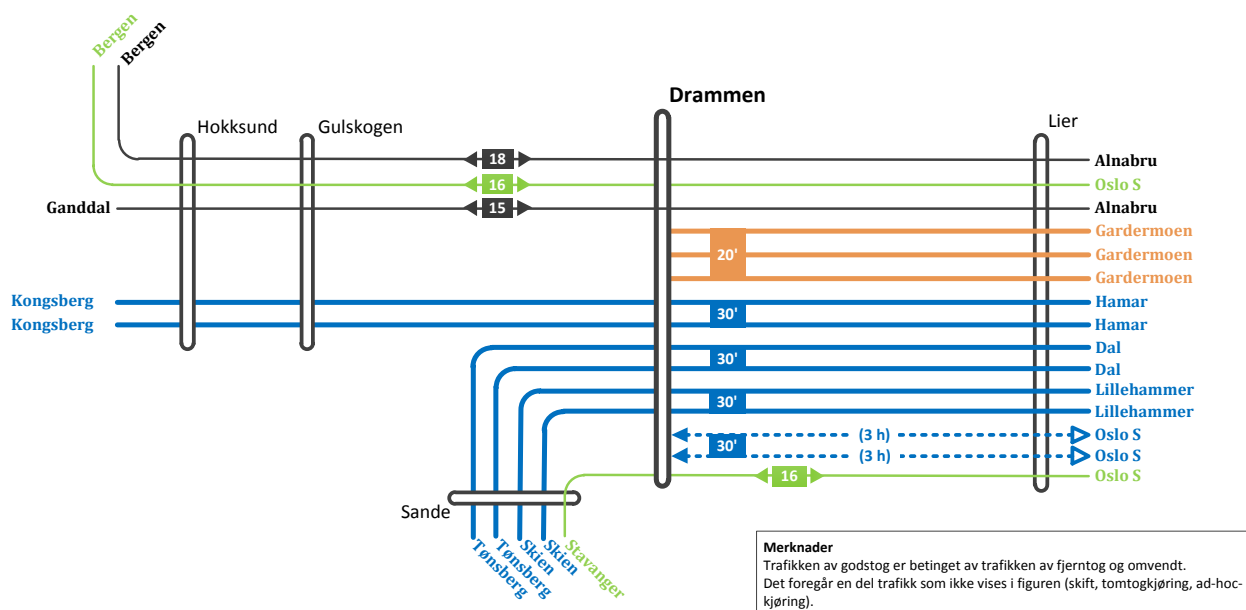 Bergen
Bergen
Hokksund
Gulskogen
Drammen
Lier
18
Alnabru
16
Oslo S
Ganddal
15
Alnabru
Gardermoen
20'
Gardermoen
Gardermoen
Kongsberg
Hamar
30'
Kongsberg
Hamar
Dal
30'
Dal
Lillehammer
30'
Lillehammer
(3 h)
Oslo S
30'
(3 h)
Oslo S
16
Oslo S
Sande
Tønsberg
Tønsberg
Skien
Skien
Stavanger
Merknader
Trafikken av godstog er betinget av trafikken av fjerntog og omvendt.
Det foregår en del trafikk som ikke vises i figuren (skift, tomtogkjøring, ad-hoc-
kjøring).